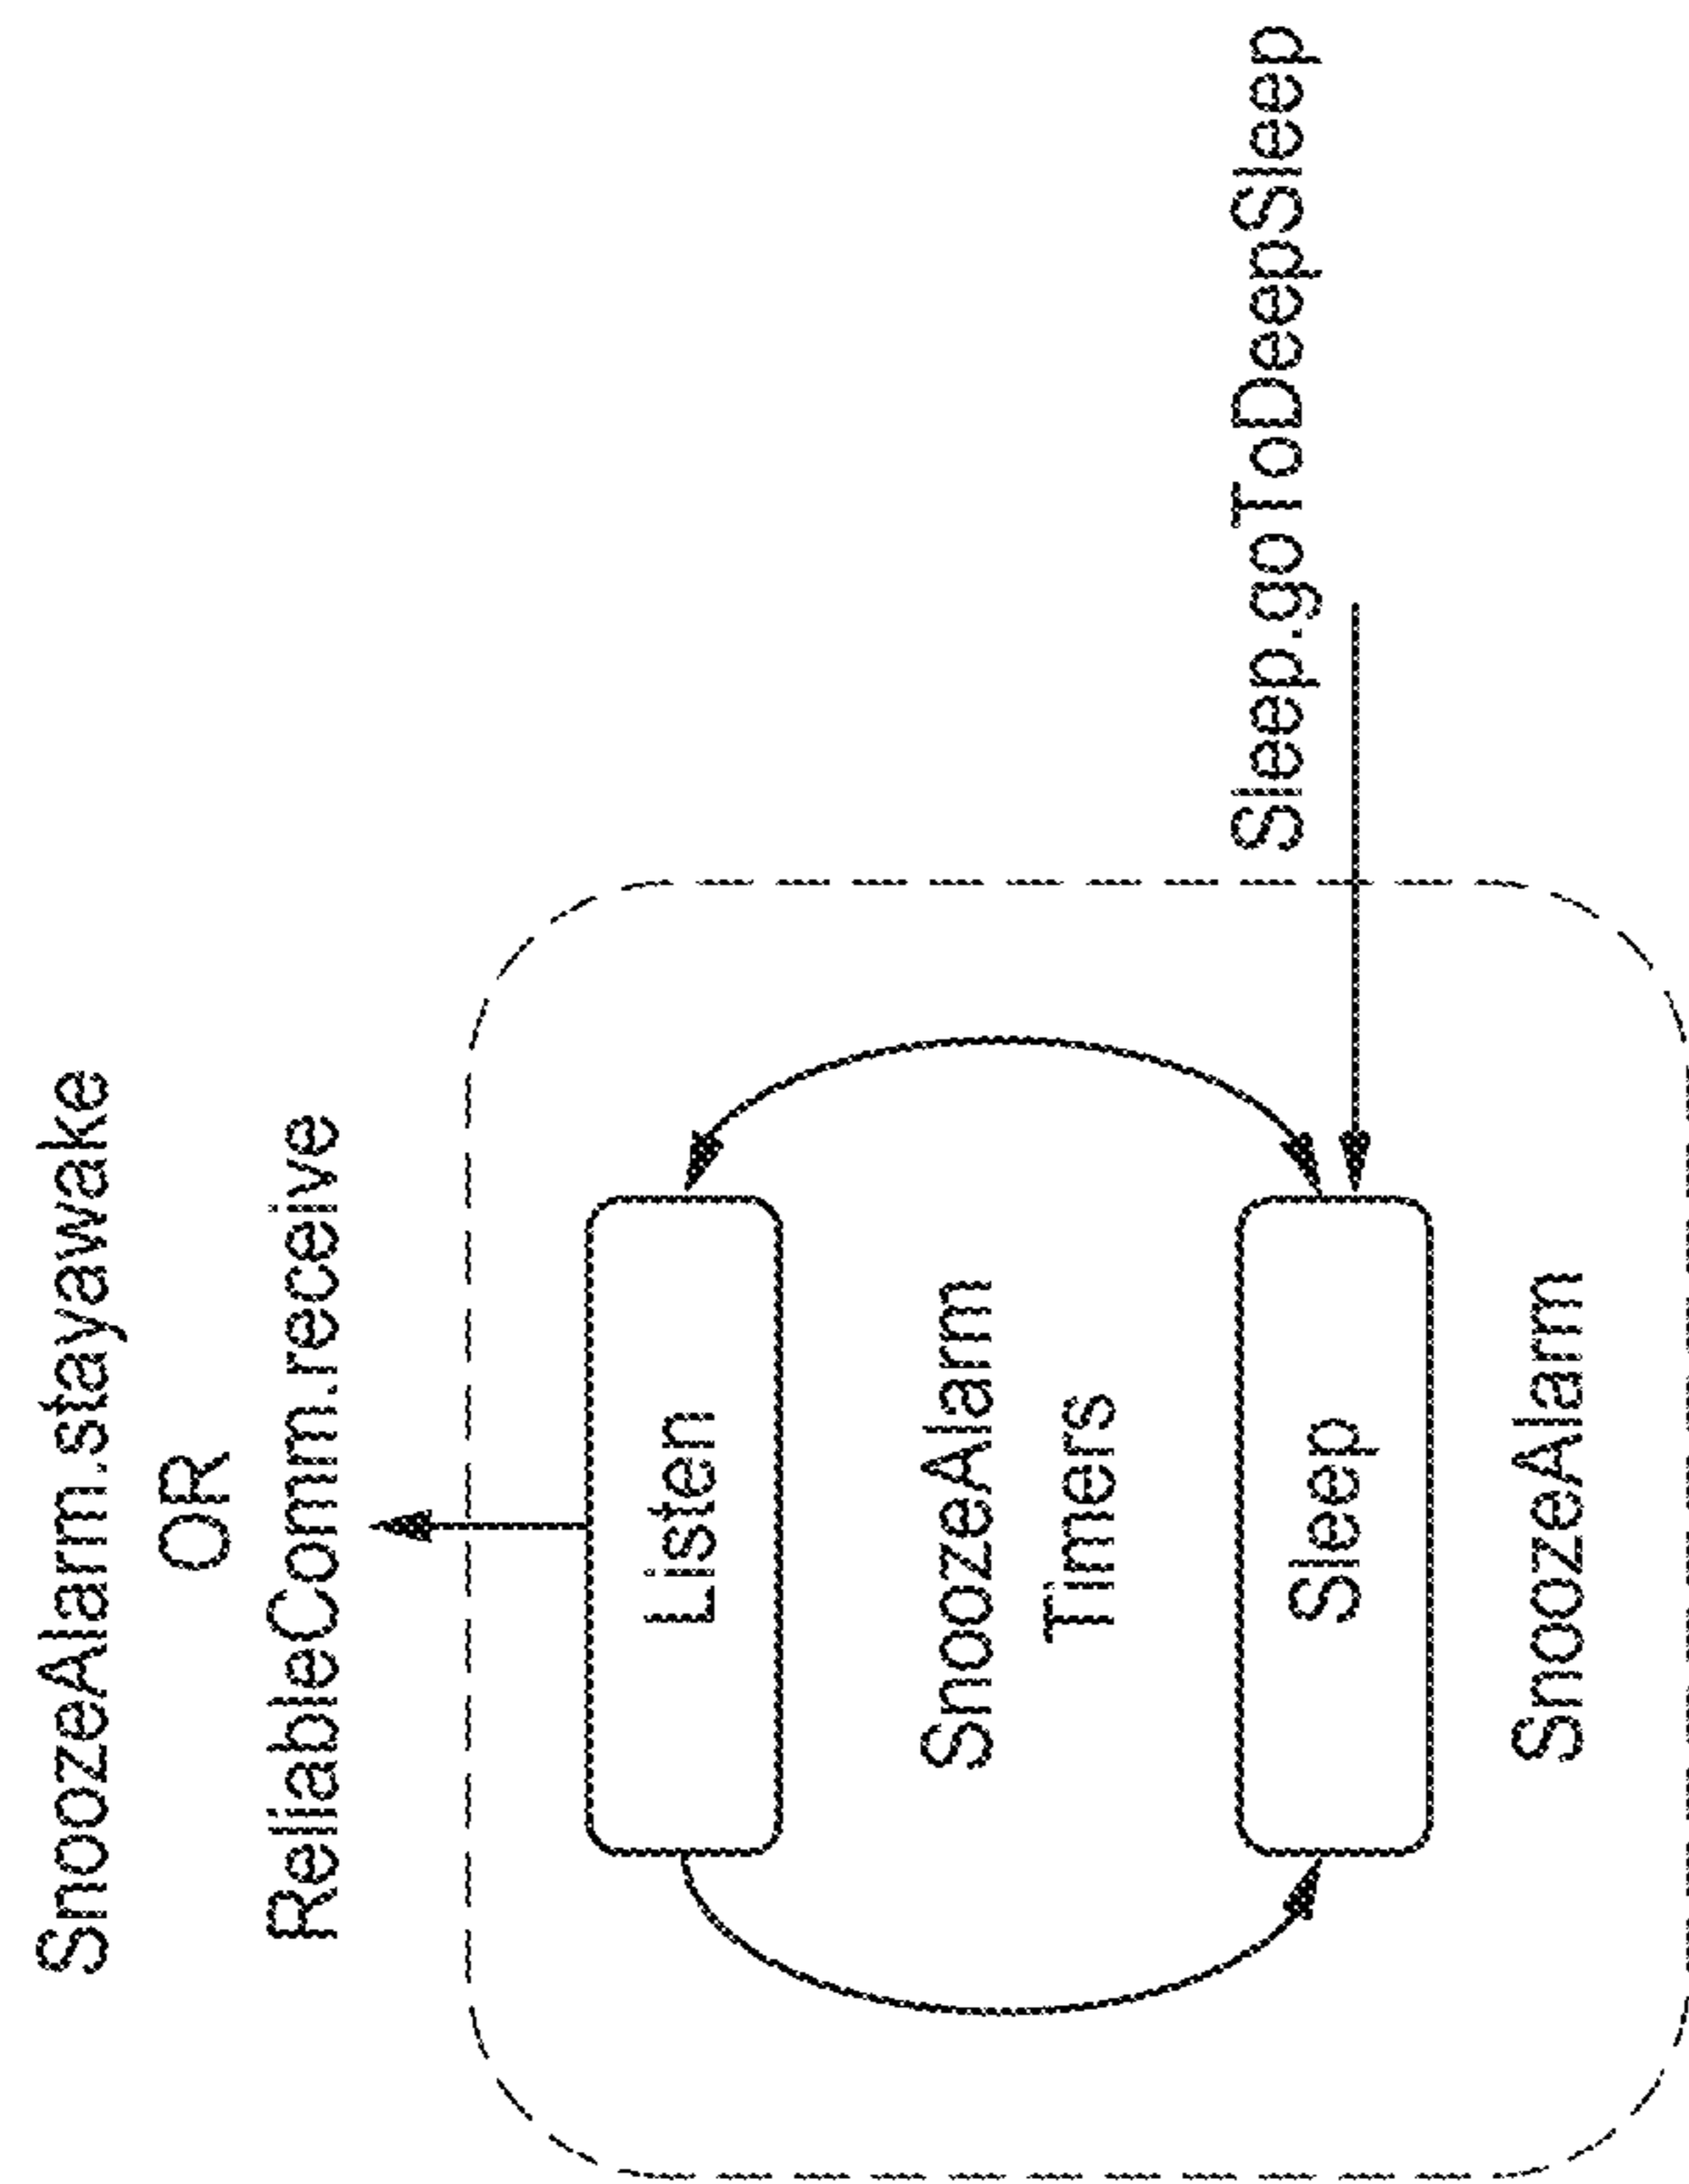 SnoozeAlarm.stayawake
OR
ReliableComm.receive
Listen
SnoozeAlarm
Timers
Sleep.goToDeepSleep
Sleep
SnoozeAlarm